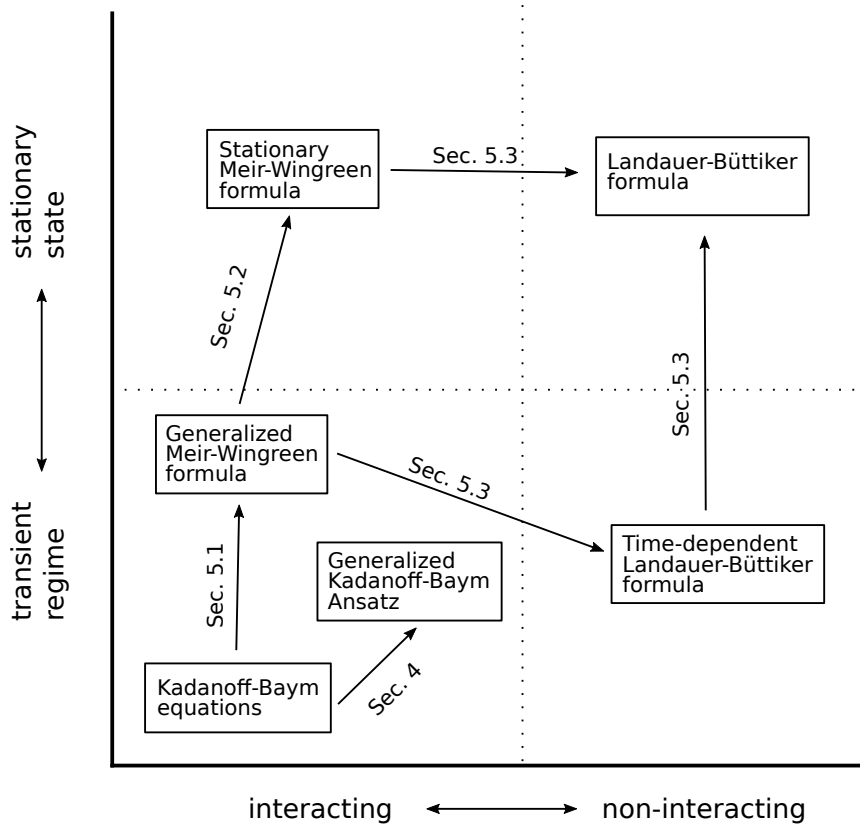 Stationary
Meir-Wingreen
formula
Sec. 5.3
Landauer-Büttiker
formula
stationary
state
Sec. 5.2
Sec. 5.3
Generalized
Meir-Wingreen
formula
Sec. 5.3
transient
regime
Sec. 5.1
Generalized
Kadanoff-Baym
Ansatz
Time-dependent
Landauer-Büttiker
formula
Kadanoff-Baym
equations
Sec. 4
interacting
non-interacting